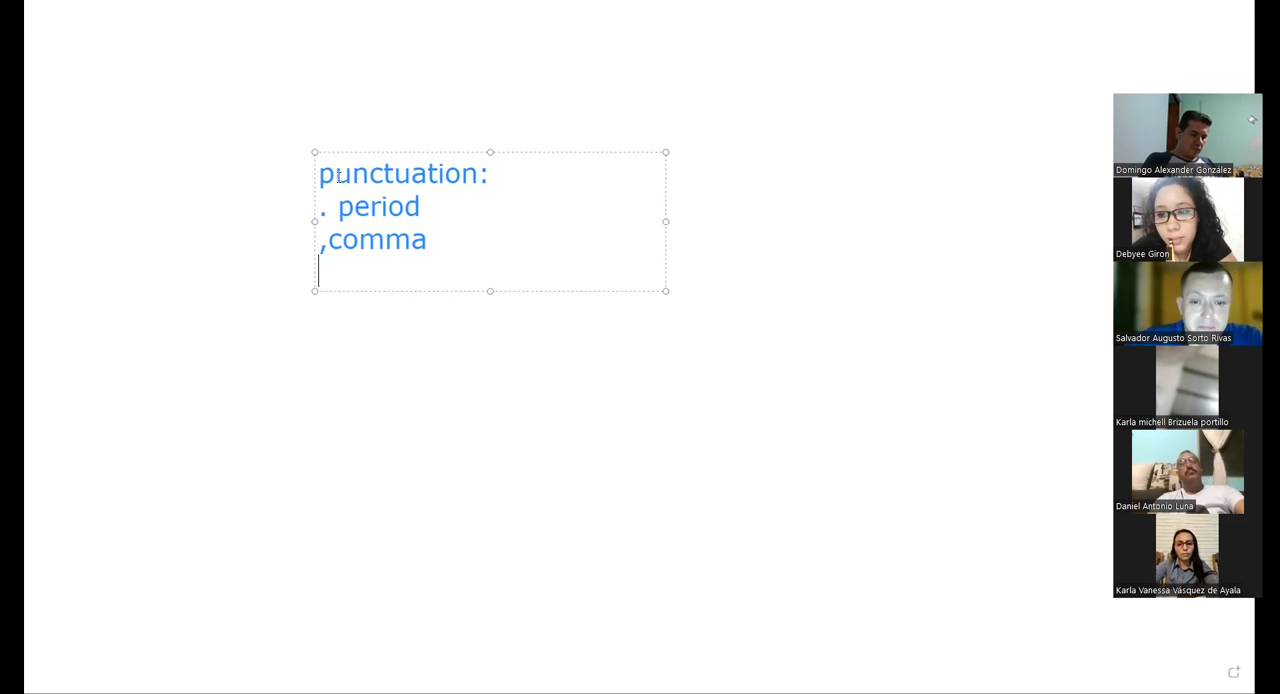 punctuation:
. period
,comma
Domingo Alexander González
Debyee Giron
Salvador Augusto Sorto Rivas
Karla michell Brizuela portillo
Daniel Antonio Luna
Karla Vanessa Vásquez de Ayala